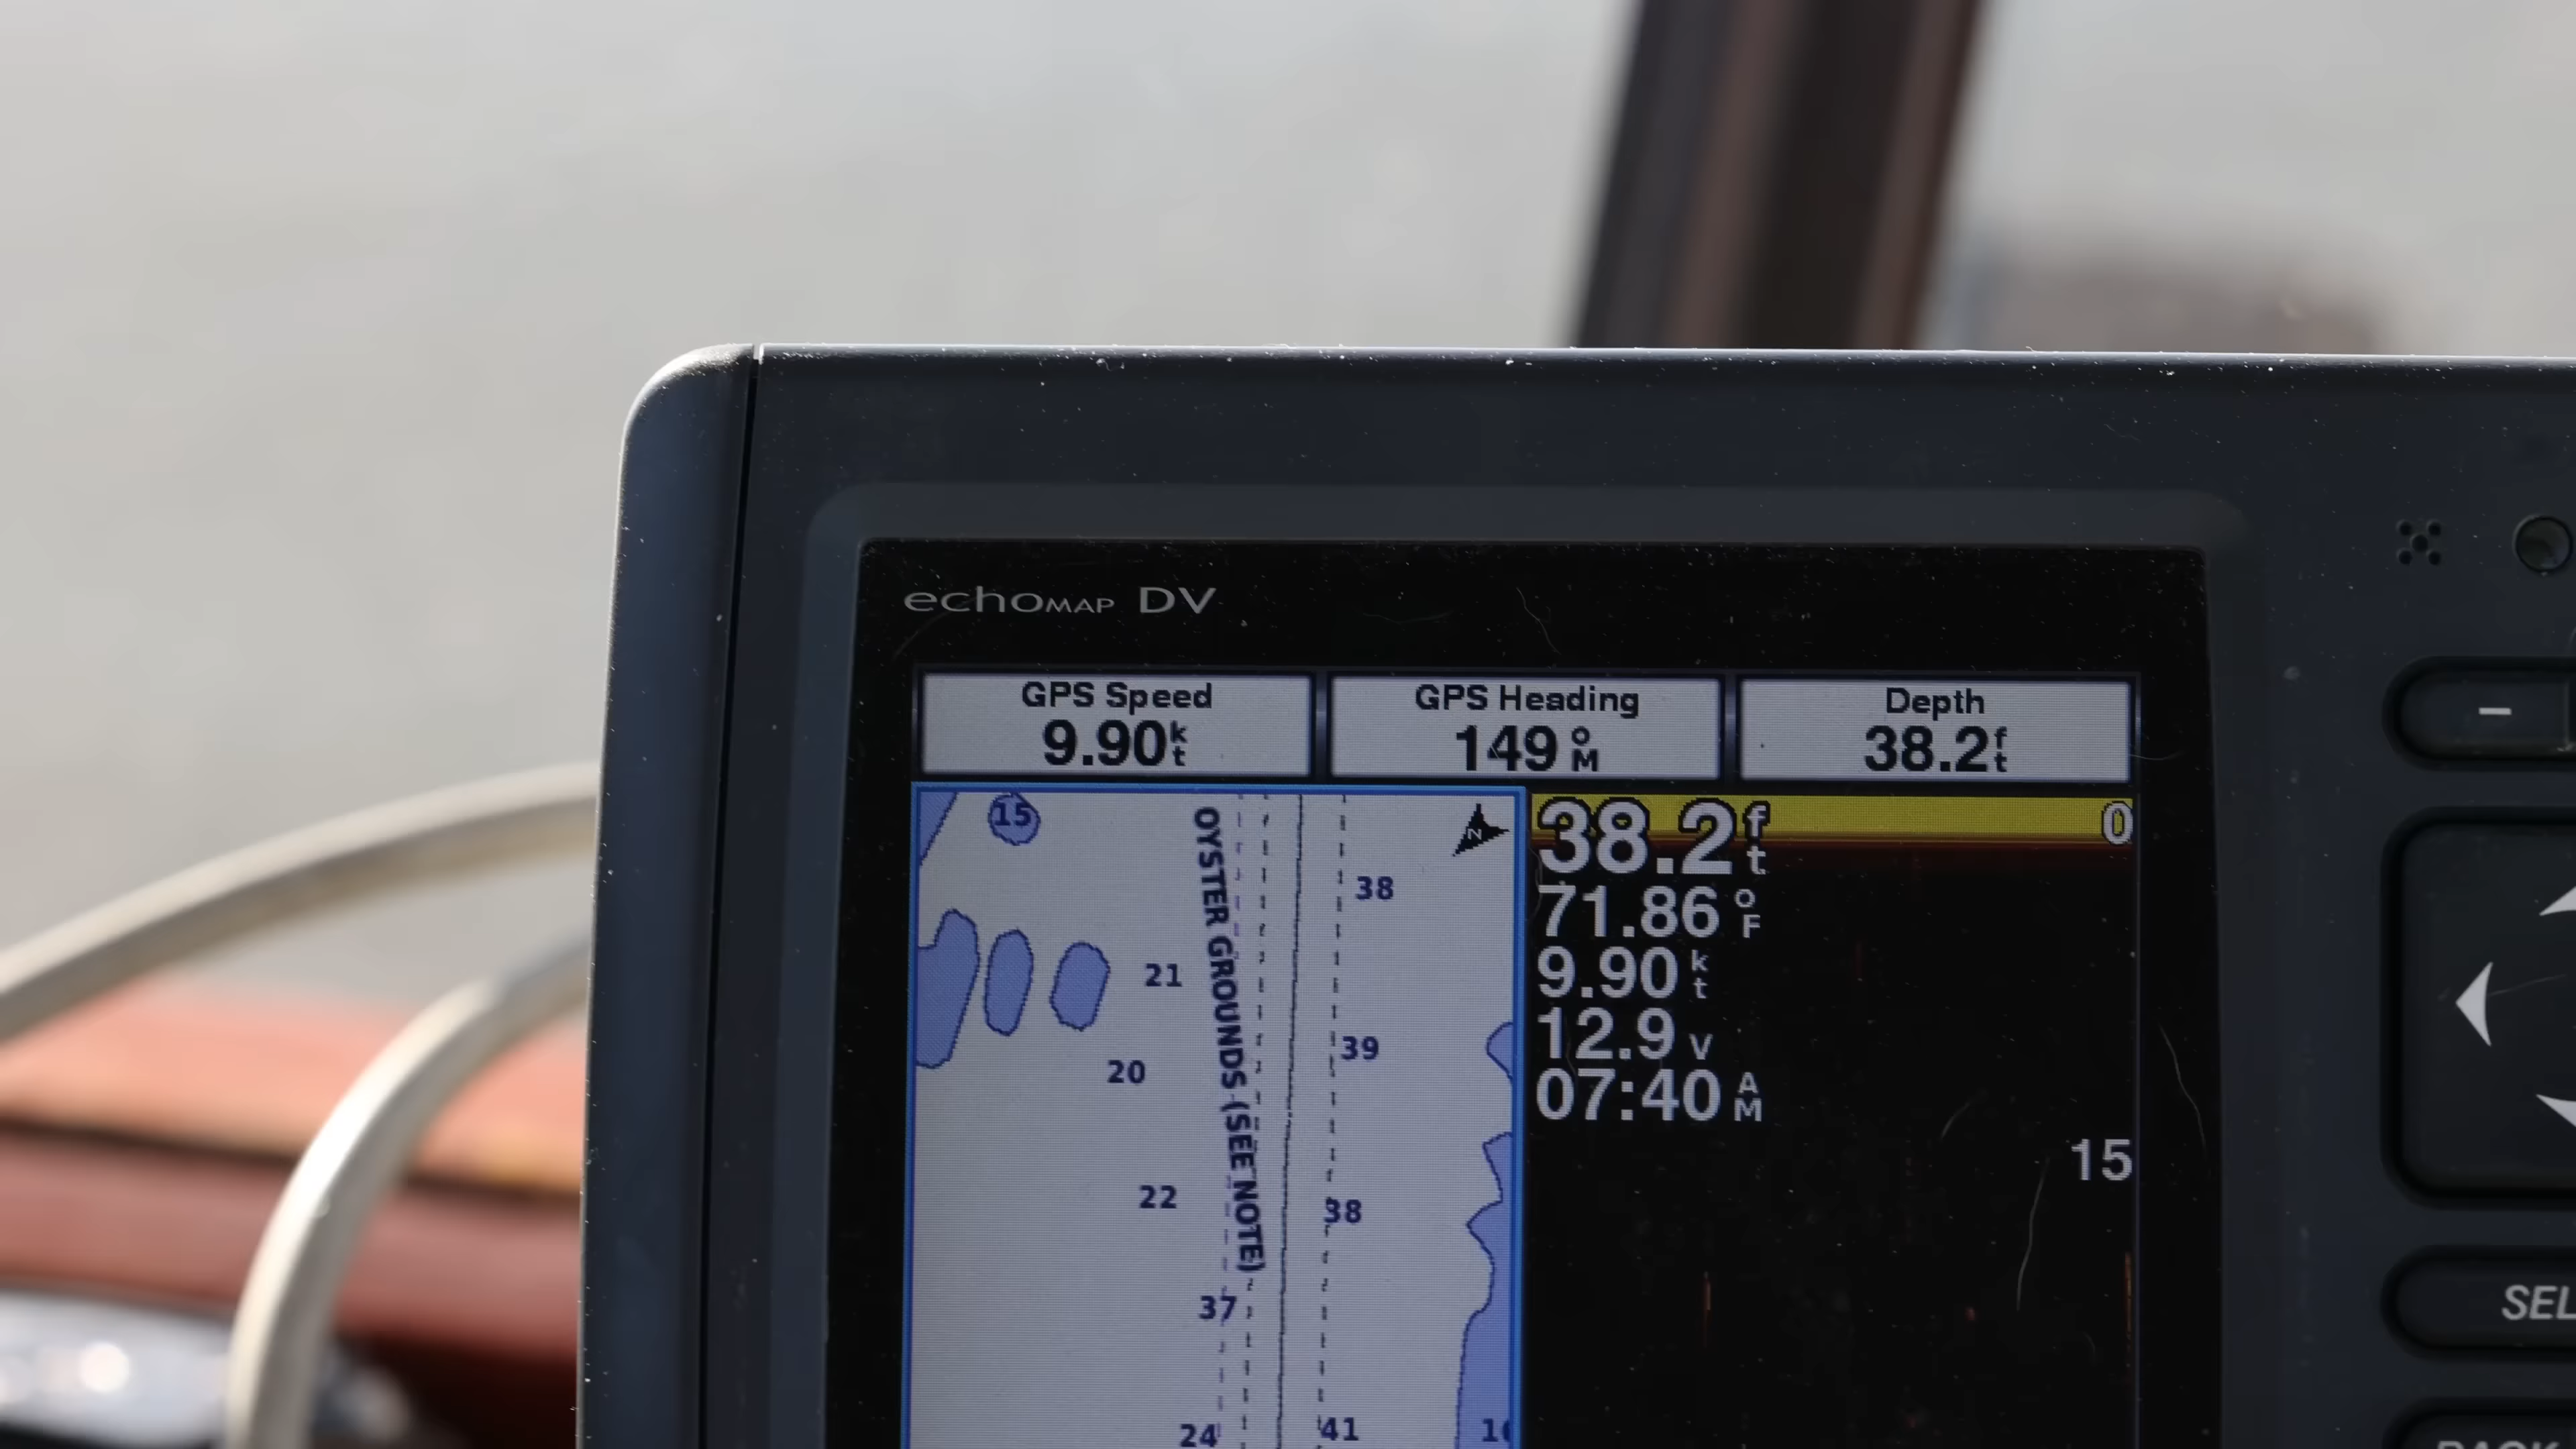 echoMAP DV
GPS Speed
9.90kt
GPS Heading
149°M
Depth
38.2ft
15
OYSTER GROUNDS (SEE NOTE)
N
38
21
39
20
22
38
37
24
41
38.2ft
0
71.86°F
9.90kt
12.9V
07:40AM
15
-